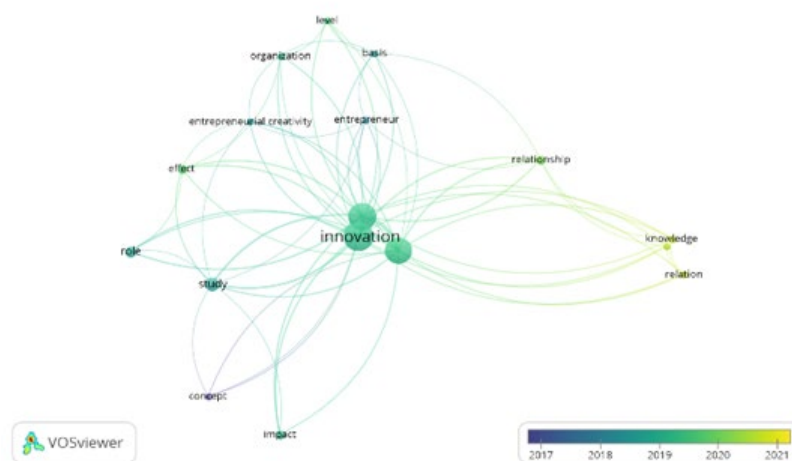 level
organization
basis
entrepreneurial creativity
entrepreneur
relationship
effect
innovation
knowledge
role
relation
study
concept
impact
VOSviewer
2017 2018 2019 2020 2021